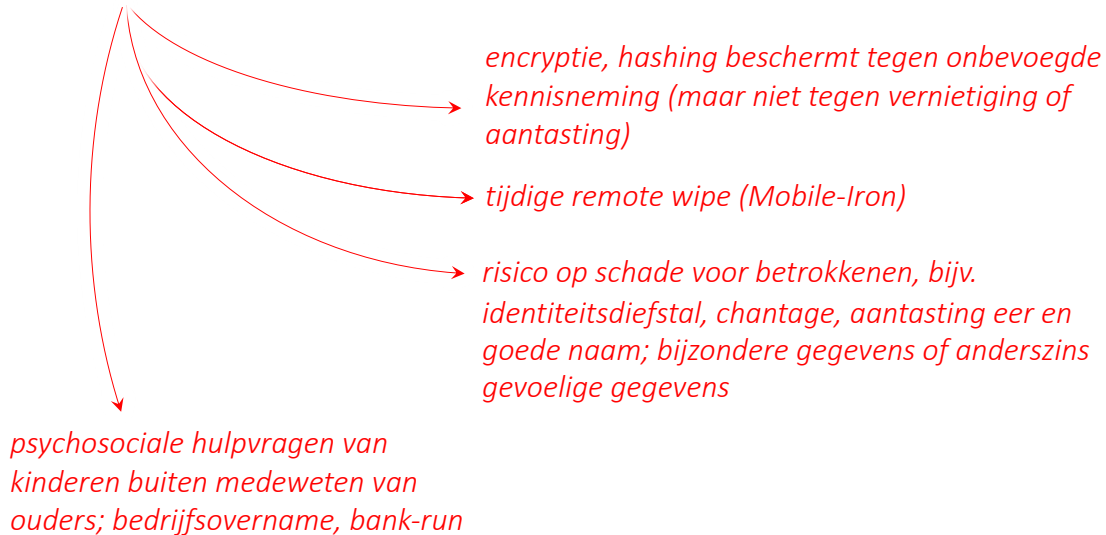 encryptie, hashing beschermt tegen onbevoegde
kennisneming (maar niet tegen vernietiging of
aantasting)
tijdige remote wipe (Mobile-Iron)
risico op schade voor betrokkenen, bijv.
identiteitsdiefstal, chantage, aantasting eer en
goede naam; bijzondere gegevens of anderszins
gevoelige gegevens
psychosociale hulpvragen van
kinderen buiten medeweten van
ouders; bedrijfsovername, bank-run